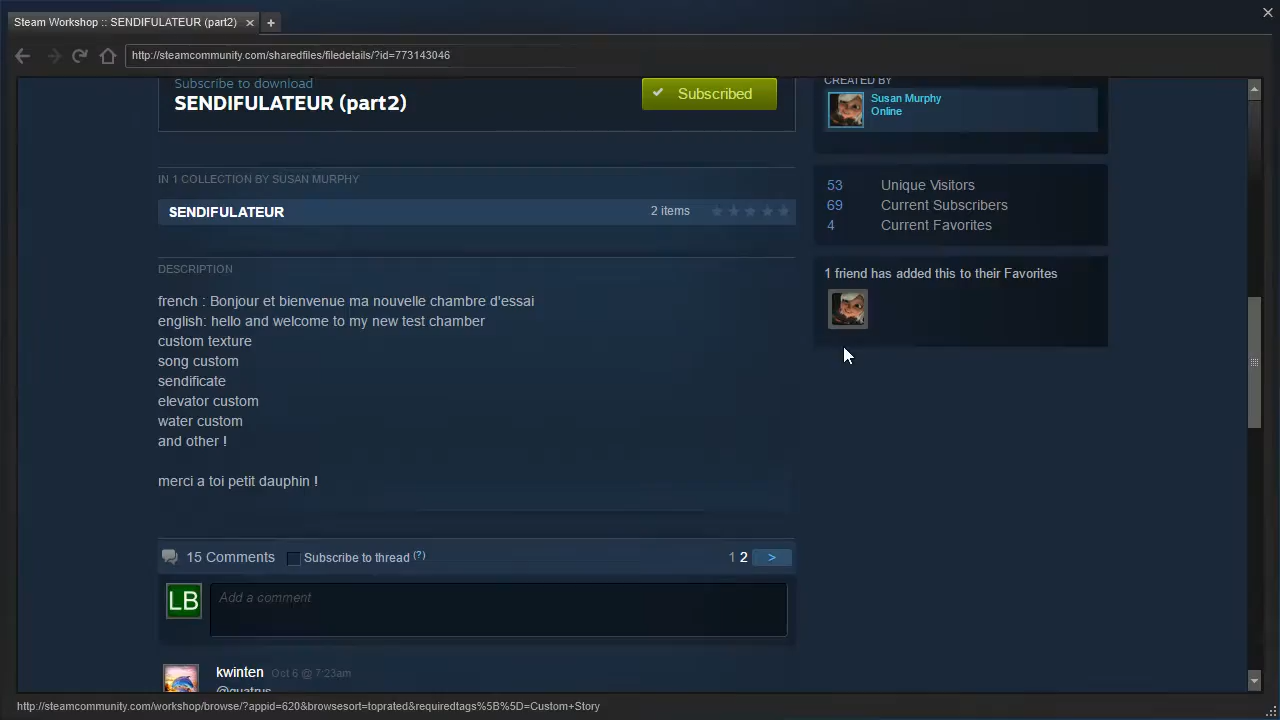 Steam Workshop :: SENDIFULATEUR (part2)
http://steamcommunity.com/sharedfiles/filedetails/?id=773143046
Subscribe to download
SENDIFULATEUR (part2)
Subscribed
CREATED BY
Susan Murphy
Online
IN 1 COLLECTION BY SUSAN MURPHY
SENDIFULATEUR
2 items
53 Unique Visitors
69 Current Subscribers
4 Current Favorites
1 friend has added this to their Favorites
DESCRIPTION
french : Bonjour et bienvenue ma nouvelle chambre d'essai
english: hello and welcome to my new test chamber
custom texture
song custom
sendificate
elevator custom
water custom
and other !
merci a toi petit dauphin !
15 Comments
Subscribe to thread (?)
1 2 >
LB
Add a comment
kwinten Oct 6 @ 7:23am
@quatrus
http://steamcommunity.com/workshop/browse/?appid=620&browsesort=toprated&requiredtags%5B%5D=Custom+Story